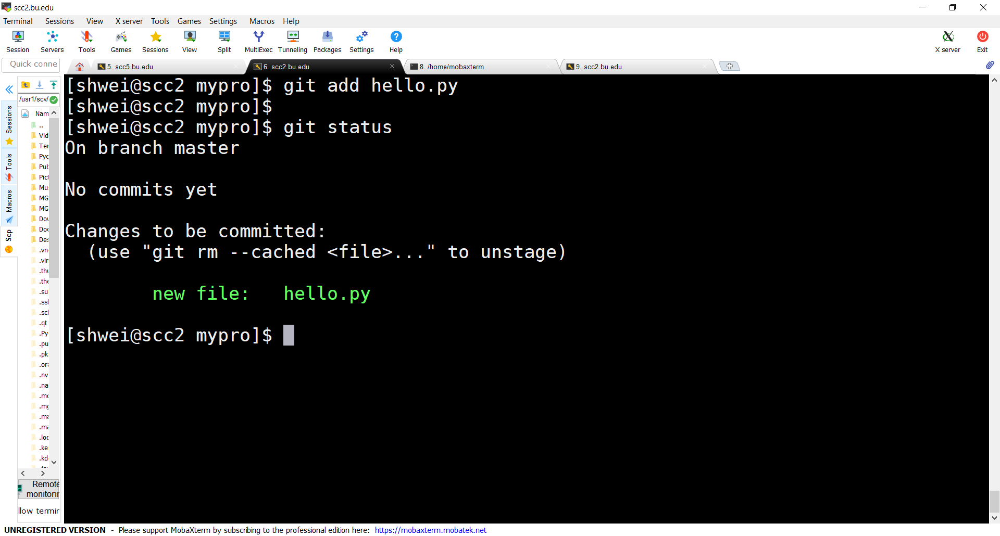 scc2.bu.edu
Terminal Sessions View X server Tools Games Settings Macros Help
Session Servers Tools Games Sessions View Split MultiExec Tunneling Packages Settings Help X server Exit
Quick conne
5. scc5.bu.edu
6. scc2.bu.edu
8. /home/mobaxterm
9. scc2.bu.edu
/usr1/scv/
Sessions
Tools
Macros
Scp
Nam
..
Vid
Ter
Pyc
Pub
Pict
Mu
MG
MG
Dov
Doc
Des
.vn
.vir
.thu
.the
.su
.ssl
.scl
.qt
.Py
.pu
.pk
.ora
.nv
.na
.mo
.mg
.ma
.ma
.loc
.ke
.kd
Remote
monitorin
llow termin
[shwei@scc2 mypro]$ git add hello.py
[shwei@scc2 mypro]$
[shwei@scc2 mypro]$ git status
On branch master
No commits yet
Changes to be committed:
(use "git rm --cached <file>..." to unstage)
new file: hello.py
[shwei@scc2 mypro]$
UNREGISTERED VERSION - Please support MobaXterm by subscribing to the professional edition here: https://mobaxterm.mobatek.net